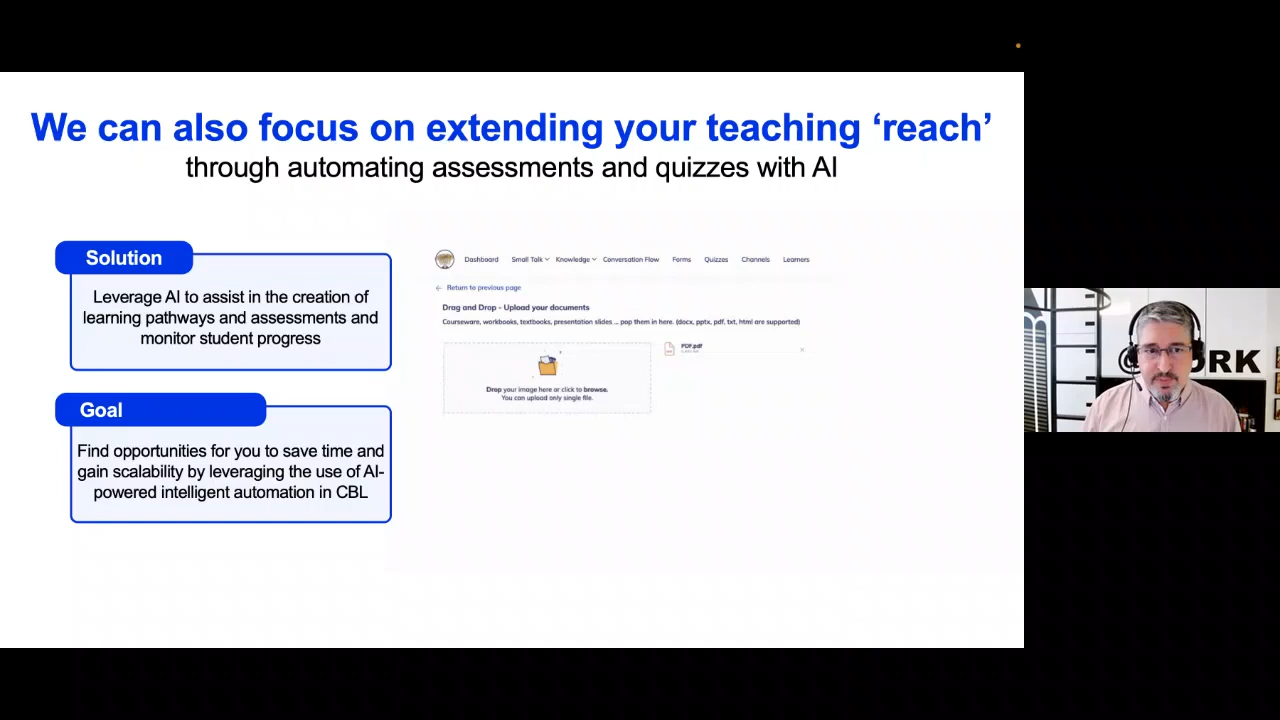 We can also focus on extending your teaching ‘reach’
through automating assessments and quizzes with AI
Solution
Leverage AI to assist in the creation of
learning pathways and assessments and
monitor student progress
Goal
Find opportunities for you to save time and
gain scalability by leveraging the use of AI-
powered intelligent automation in CBL
Dashboard Small Talk Knowledge Conversation Flow Forms Quizzes Channels Learners
Return to previous page
Drag and Drop - Upload your documents
Courseware, workbooks, textbooks, presentation slides ... pop them in here. (docx, pptx, pdf, txt, html are supported)
Drop your image here or click to browse.
You can upload only single file.
PDF.pdf